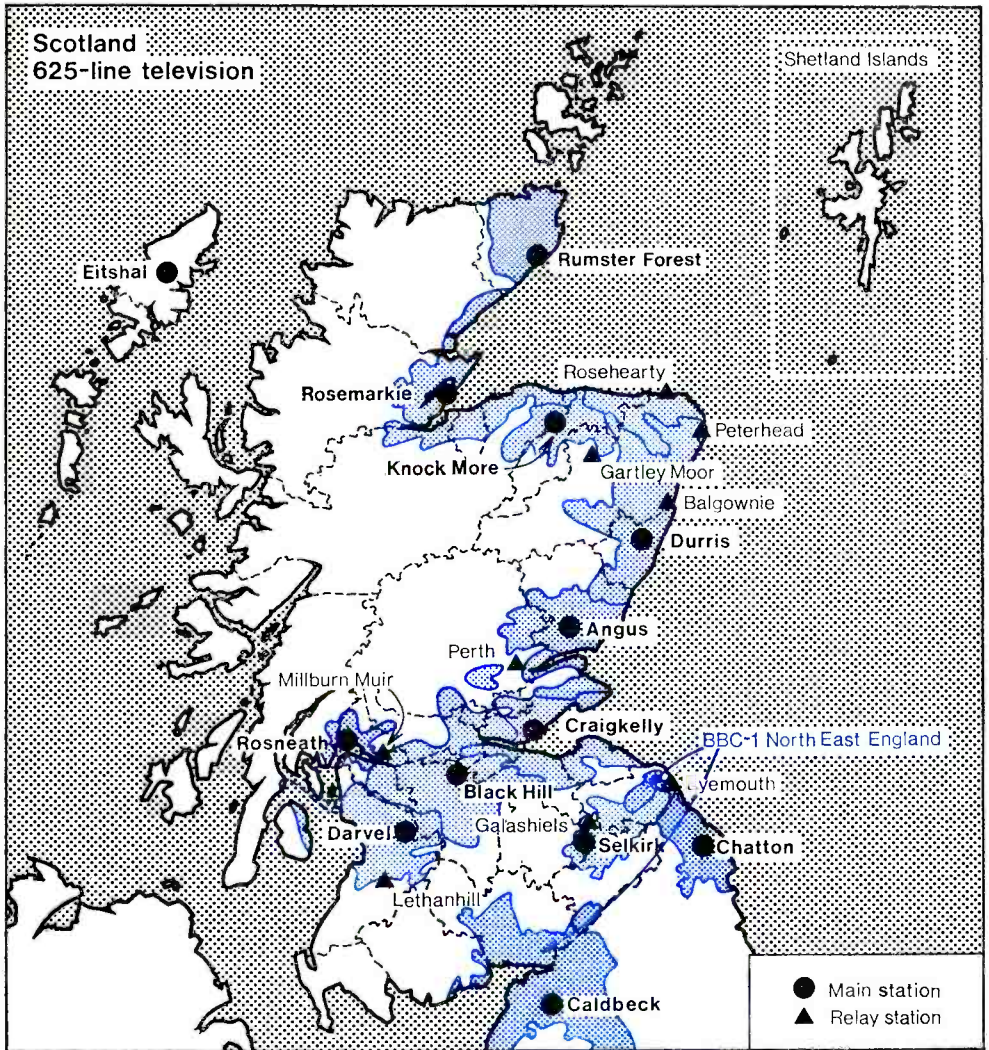 Scotland
625-line television
Shetland Islands
Eitshal
Rumster Forest
Rosehearty
Rosemarkie
Peterhead
Knock More
Gartley Moor
Balgownie
Durris
Angus
Perth
Millburn Muir
Craigkelly
Rosneath
BBC-1 North East England
Black Hill
Eyemouth
Galashiels
Darvel
Selkirk
Chatton
Lethanhill
Caldbeck
Main station
Relay station